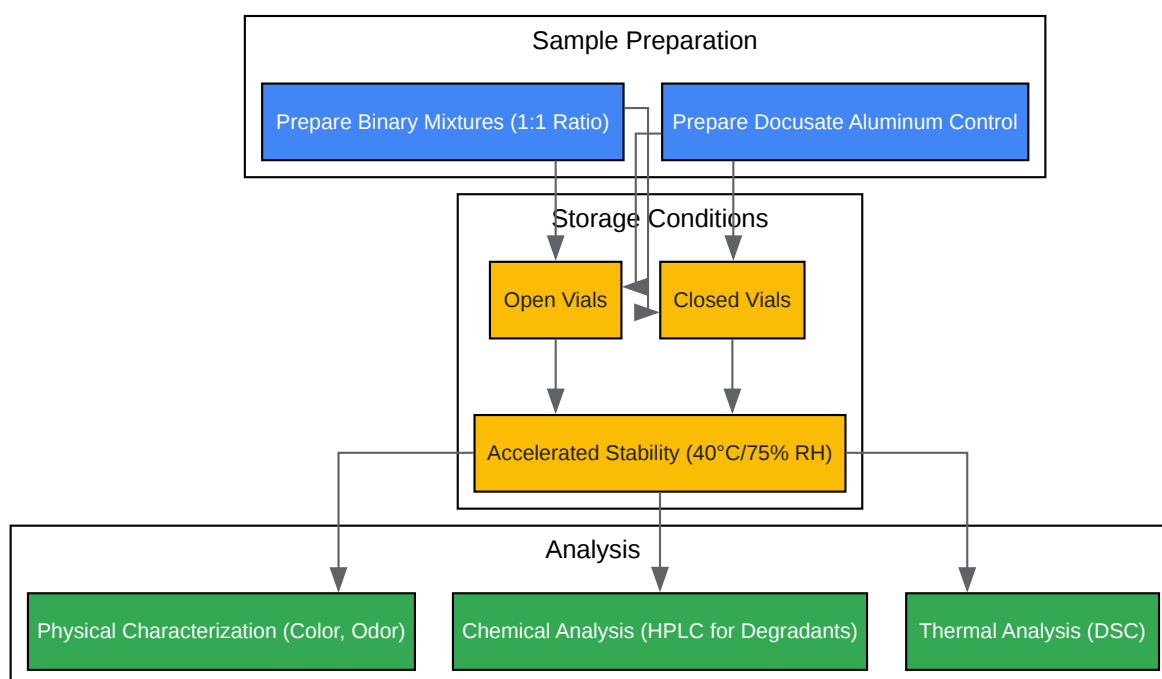 Sample Preparation
Prepare Binary Mixtures (1:1 Ratio)
Prepare Docusate Aluminum Control
Storage Conditions
Open Vials
Closed Vials
Accelerated Stability (40°C/75% RH)
Analysis
Physical Characterization (Color, Odor)
Chemical Analysis (HPLC for Degradants)
Thermal Analysis (DSC)